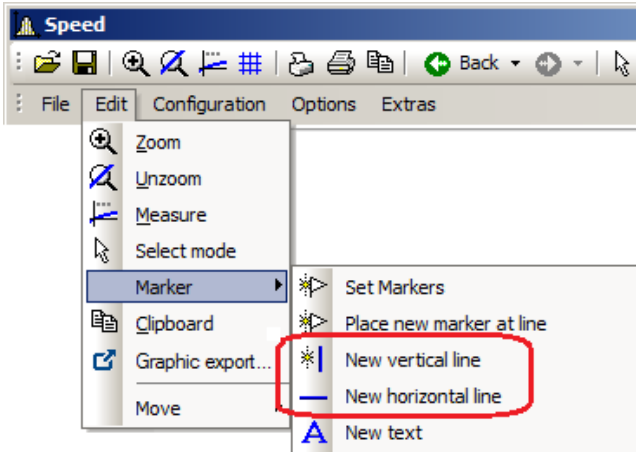 Speed
Back
File Edit Configuration Options Extras
Zoom
Unzoom
Measure
Select mode
Marker
Set Markers
Clipboard
Place new marker at line
Graphic export...
New vertical line
New horizontal line
Move
New text